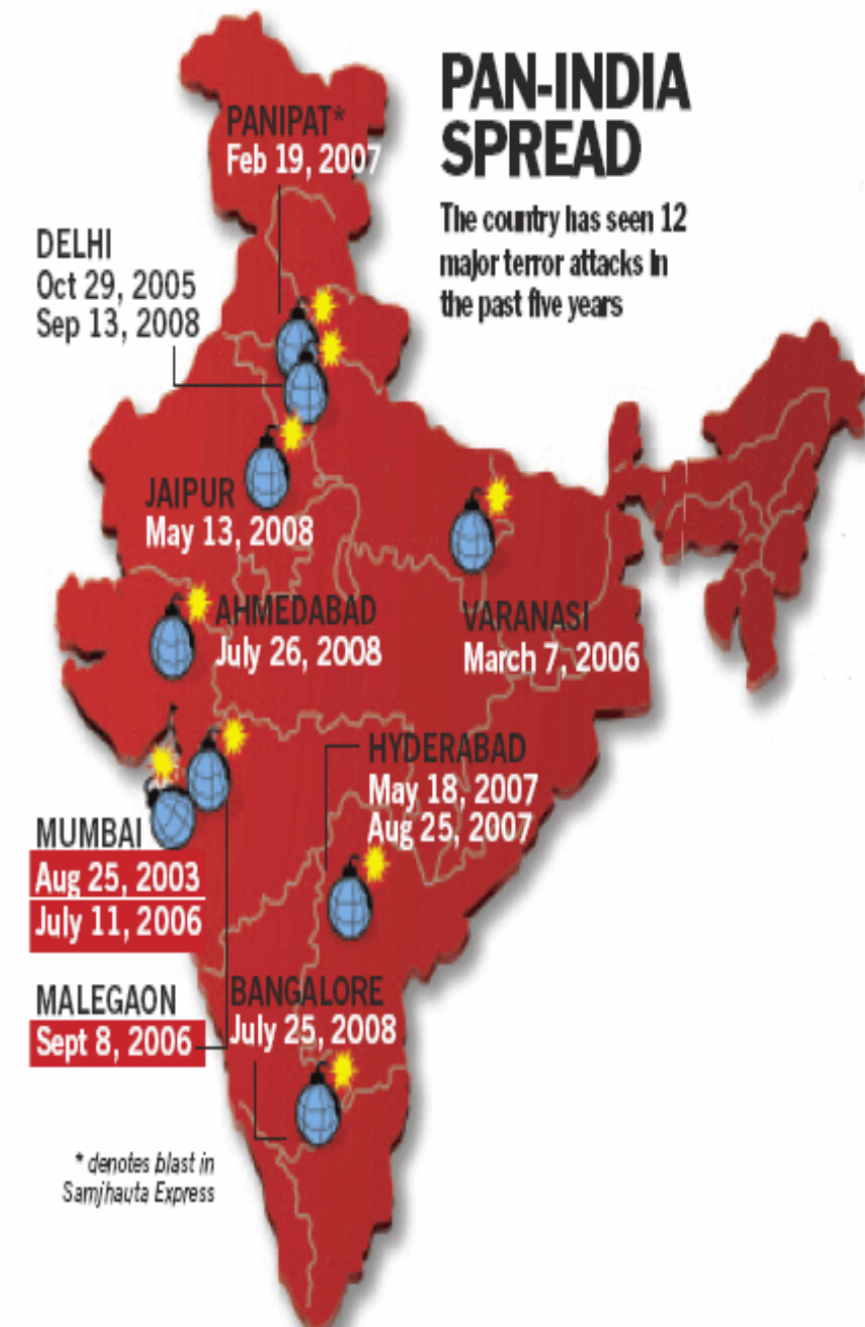 PAN-INDIA
SPREAD
The country has seen 12
major terror attacks in
the past five years
PANIPAT*
Feb 19, 2007
DELHI
Oct 29, 2005
Sep 13, 2008
JAIPUR
May 13, 2008
AHMEDABAD
July 26, 2008
VARANASI
March 7, 2006
HYDERABAD
May 18, 2007
Aug 25, 2007
MUMBAI
Aug 25, 2003
July 11, 2006
MALEGAON
Sept 8, 2006
BANGALORE
July 25, 2008
* denotes blast in
Samjhauta Express